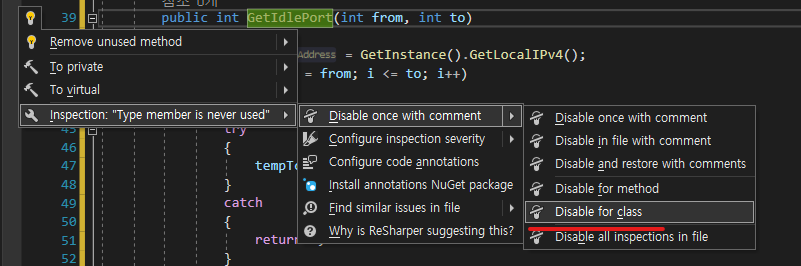 참조 0개
39 public int GetIdlePort(int from, int to)
Remove unused method
Address = GetInstance().GetLocalIPv4();
To private
= from; i <= to; i++)
To virtual
Inspection: "Type member is never used"
Disable once with comment
Disable once with comment
45 try
Configure inspection severity
Disable in file with comment
46 {
Configure code annotations
Disable and restore with comments
47 tempTc
Install annotations NuGet package
Disable for method
48 }
49 catch
Find similar issues in file
Disable for class
50 {
Why is ReSharper suggesting this?
Disable all inspections in file
51 return
52 }